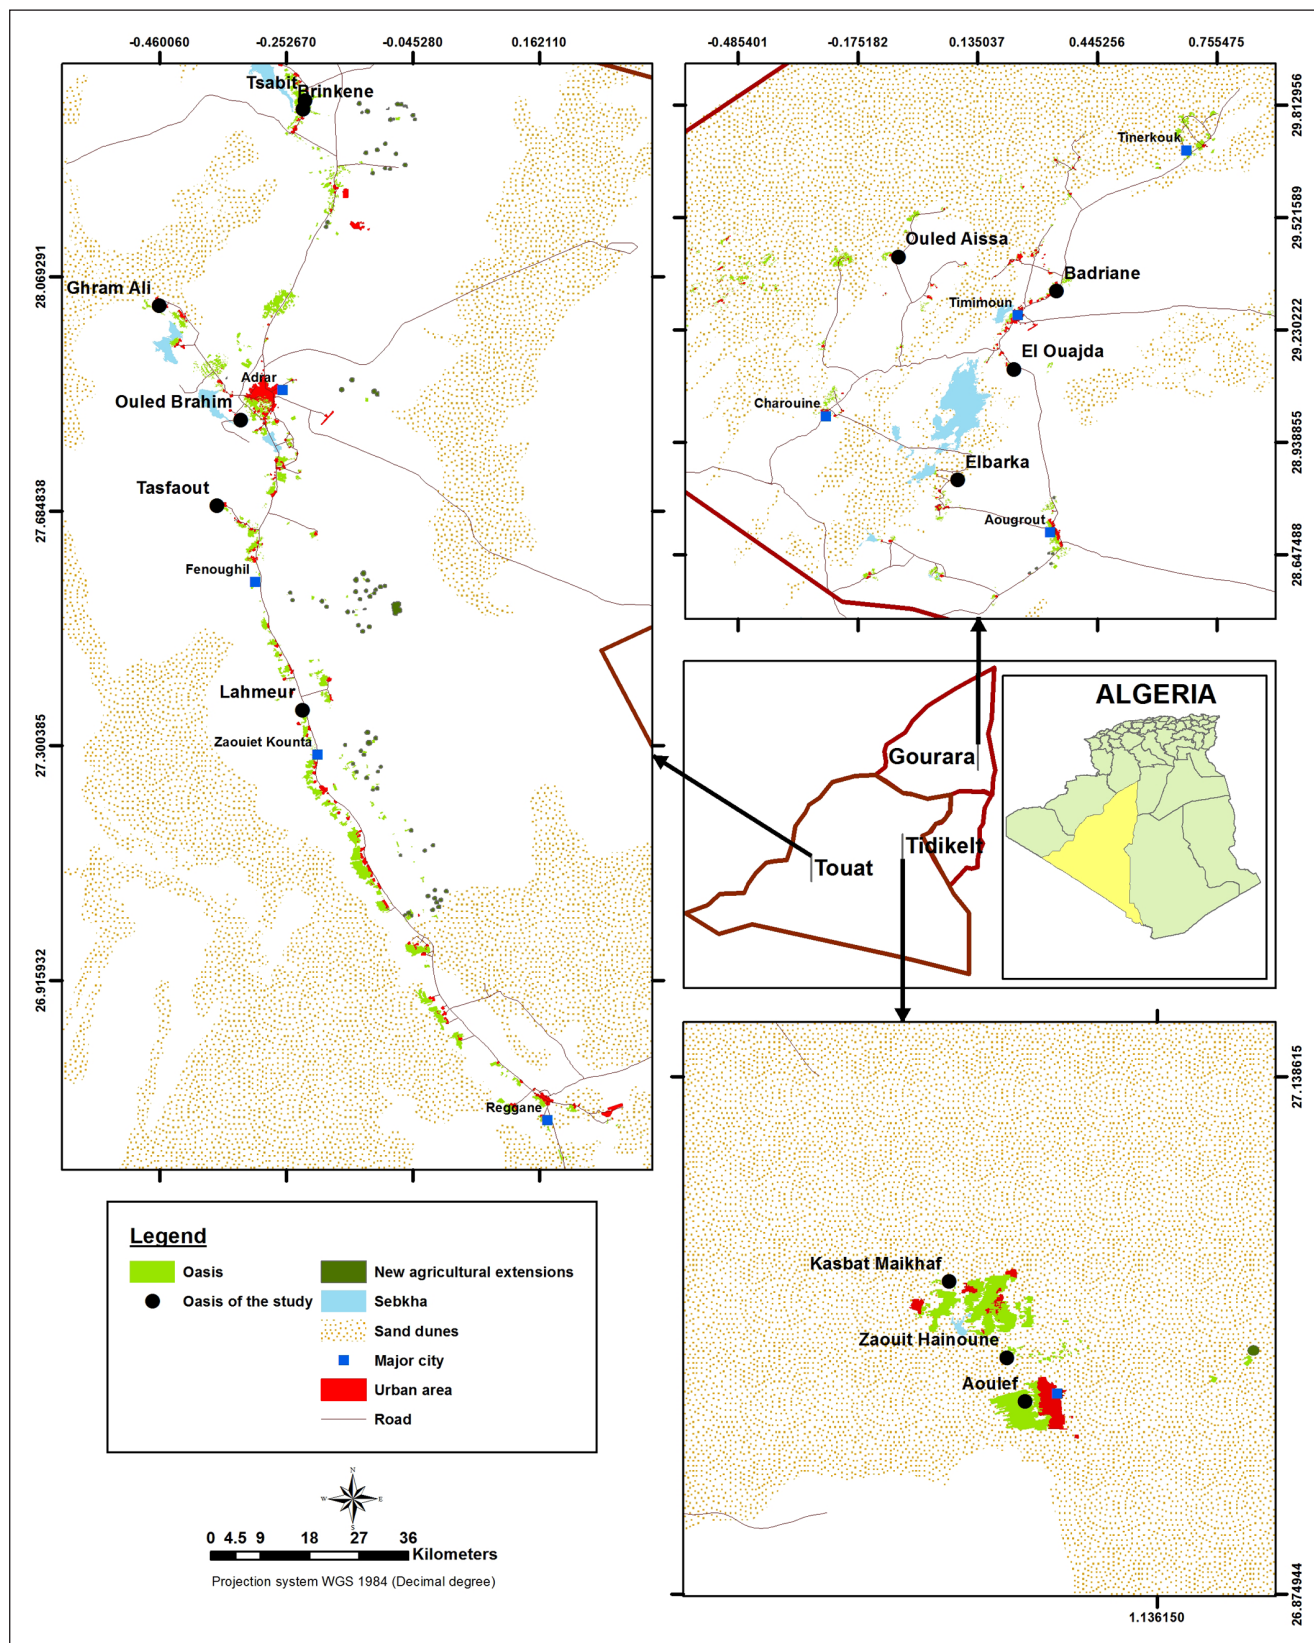 -0.460060
-0.252670
-0.045280
0.162110
-0.485401
-0.175182
0.135037
0.445256
0.755475
Tsabit
Brinkene
Ghram Ali
Adrar
Ouled Brahim
Tasfaout
Fenoughil
Lahmeur
Zaouiet Kounta
Reggane
28.069291
27.684838
27.300385
26.915932
Tinerkouk
Ouled Aissa
Badriane
Timimoun
El Ouajda
Charouine
Elbarka
Aougrout
29.812956
29.521589
29.230222
28.938855
28.647488
Gourara
Tidikelt
Touat
ALGERIA
Kasbat Maikhaf
Zaouit Hainoune
Aoulef
27.138615
26.874944
1.136150
Legend
Oasis
Oasis of the study
New agricultural extensions
Sebkha
Sand dunes
Major city
Urban area
Road
N
W
E
S
0 4.5 9 18 27 36
Kilometers
Projection system WGS 1984 (Decimal degree)